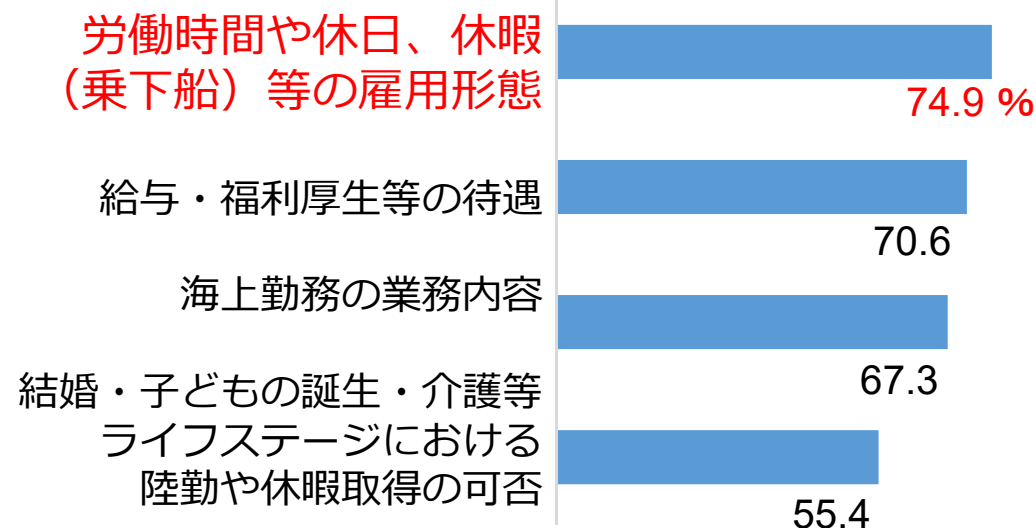 労働時間や休日、休暇
（乗下船）等の雇用形態
74.9 %
給与・福利厚生等の待遇
70.6
海上勤務の業務内容
67.3
結婚・子どもの誕生・介護等
ライフステージにおける
陸勤や休暇取得の可否
55.4